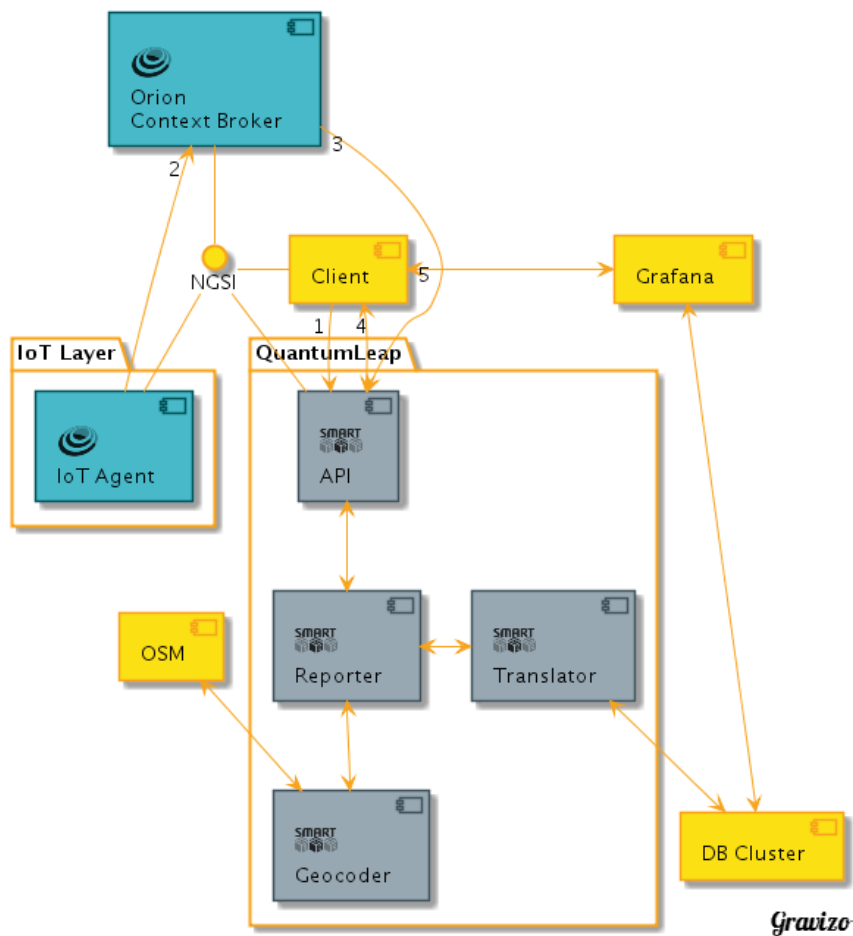 Orion
Context Broker
3
2
NGSI
Client
5
Grafana
1
4
IoT Layer
QuantumLeap
SMART
API
IoT Agent
SMART
Reporter
SMART
Translator
OSM
SMART
Geocoder
DB Cluster
Gravizo